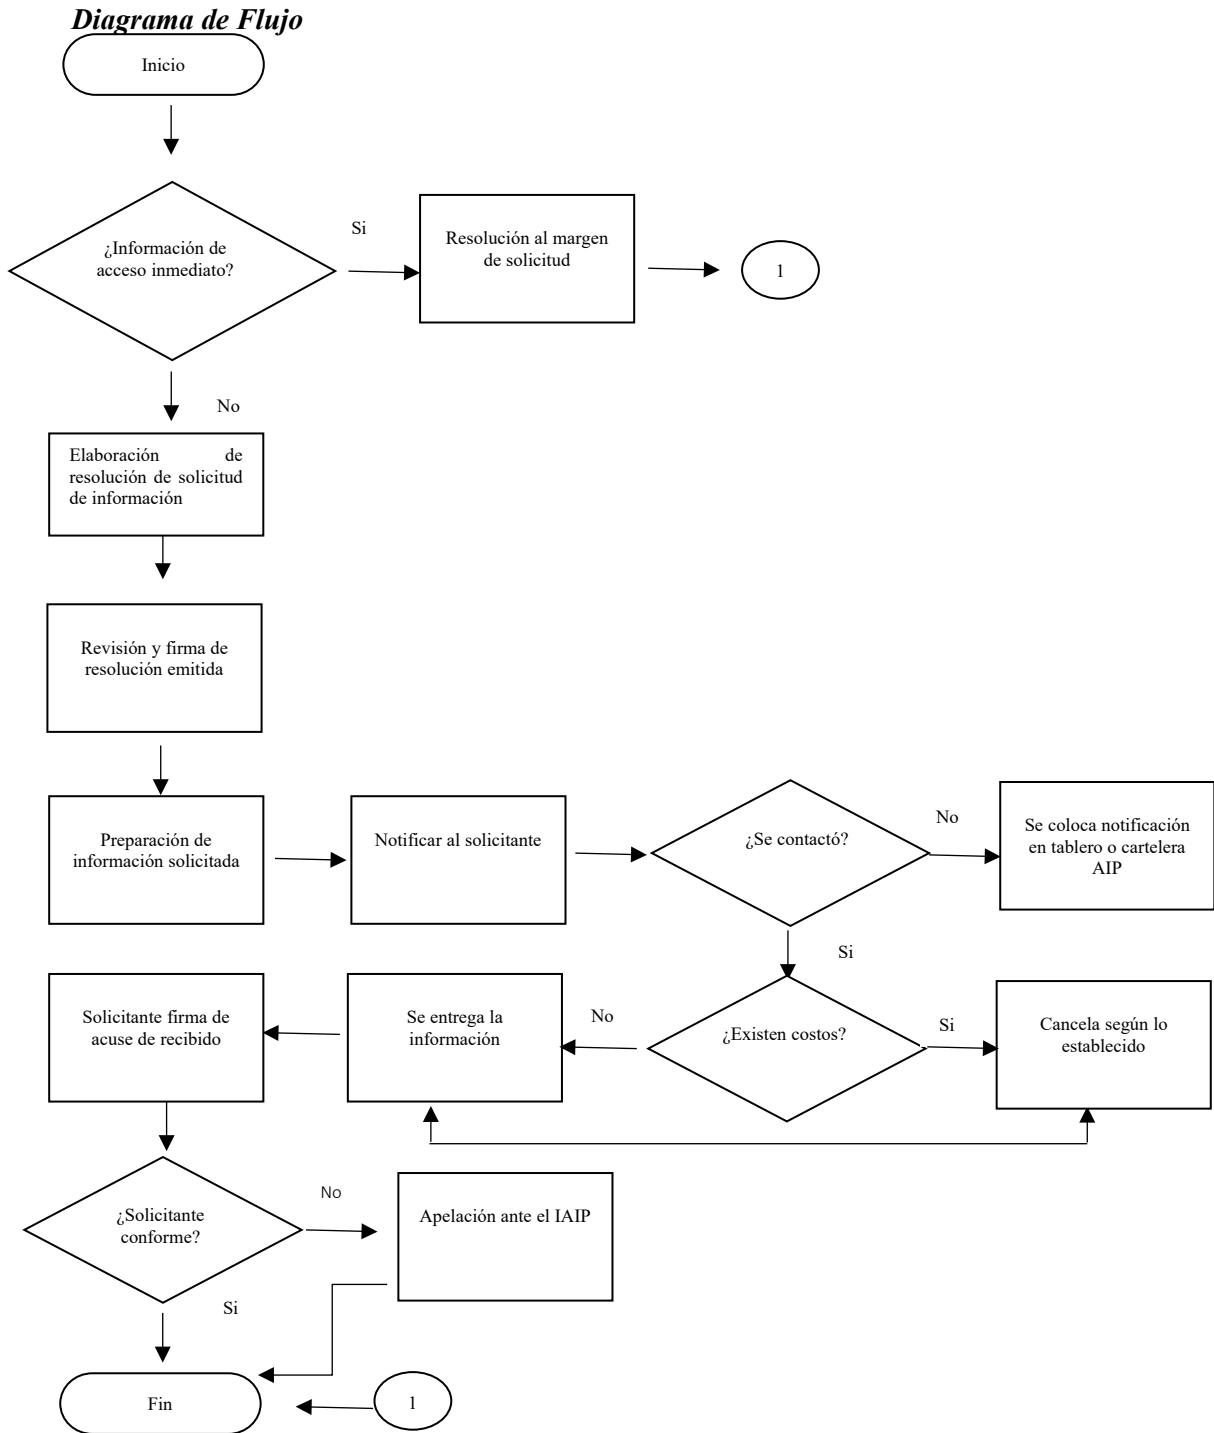 Diagrama de Flujo
Inicio
¿Información de
acceso inmediato?
Si
Resolución al margen
de solicitud
1
No
Elaboración de
resolución de solicitud
de información
Revisión y firma de
resolución emitida
Preparación de
información solicitada
Notificar al solicitante
¿Se contactó?
No
Se coloca notificación
en tablero o cartelera
AIP
Si
Solicitante firma de
acuse de recibido
Se entrega la
información
No
¿Existen costos?
Si
Cancela según lo
establecido
¿Solicitante
conforme?
No
Apelación ante el IAIP
Si
Fin
1